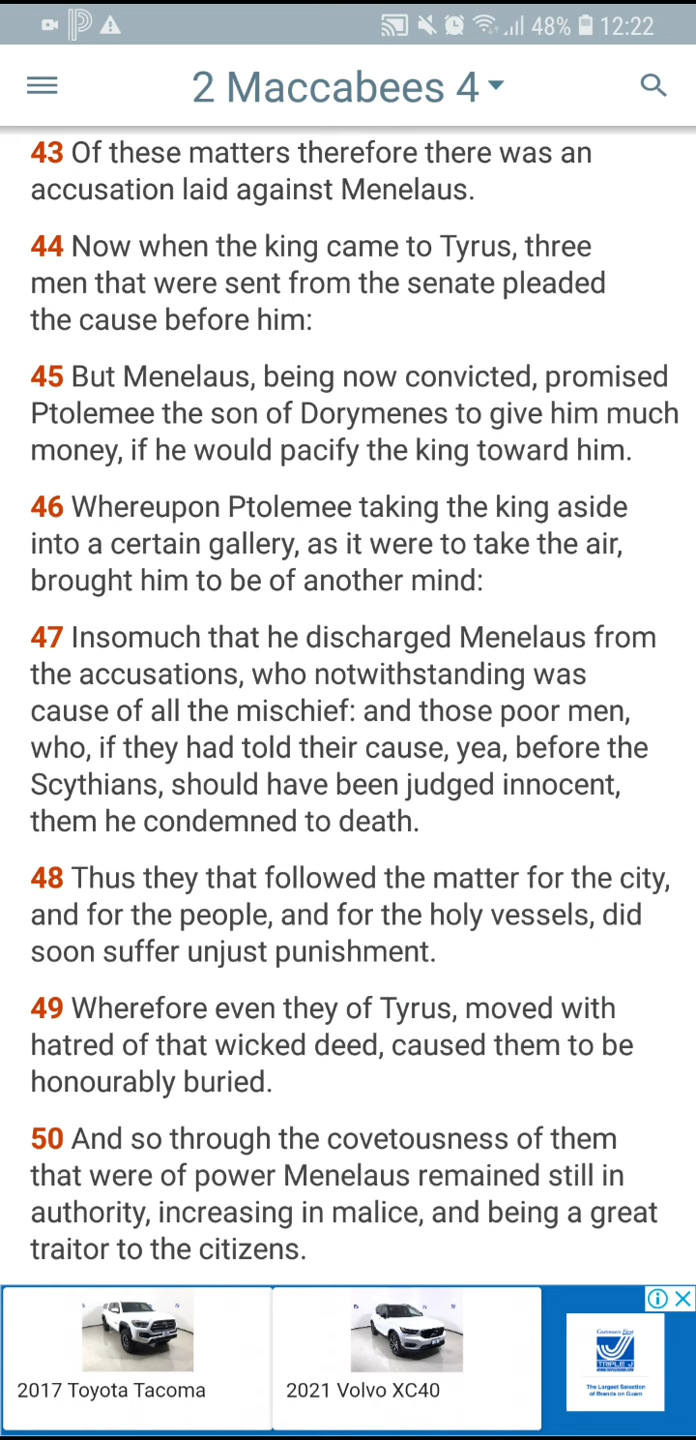 48% 12:22
2 Maccabees 4
43 Of these matters therefore there was an
accusation laid against Menelaus.
44 Now when the king came to Tyrus, three
men that were sent from the senate pleaded
the cause before him:
45 But Menelaus, being now convicted, promised
Ptolemee the son of Dorymenes to give him much
money, if he would pacify the king toward him.
46 Whereupon Ptolemee taking the king aside
into a certain gallery, as it were to take the air,
brought him to be of another mind:
47 Insomuch that he discharged Menelaus from
the accusations, who notwithstanding was
cause of all the mischief: and those poor men,
who, if they had told their cause, yea, before the
Scythians, should have been judged innocent,
them he condemned to death.
48 Thus they that followed the matter for the city,
and for the people, and for the holy vessels, did
soon suffer unjust punishment.
49 Wherefore even they of Tyrus, moved with
hatred of that wicked deed, caused them to be
honourably buried.
50 And so through the covetousness of them
that were of power Menelaus remained still in
authority, increasing in malice, and being a great
traitor to the citizens.
2017 Toyota Tacoma
2021 Volvo XC40
Customers First
TRIPLE J
The Largest Selection
of Brands on Guam